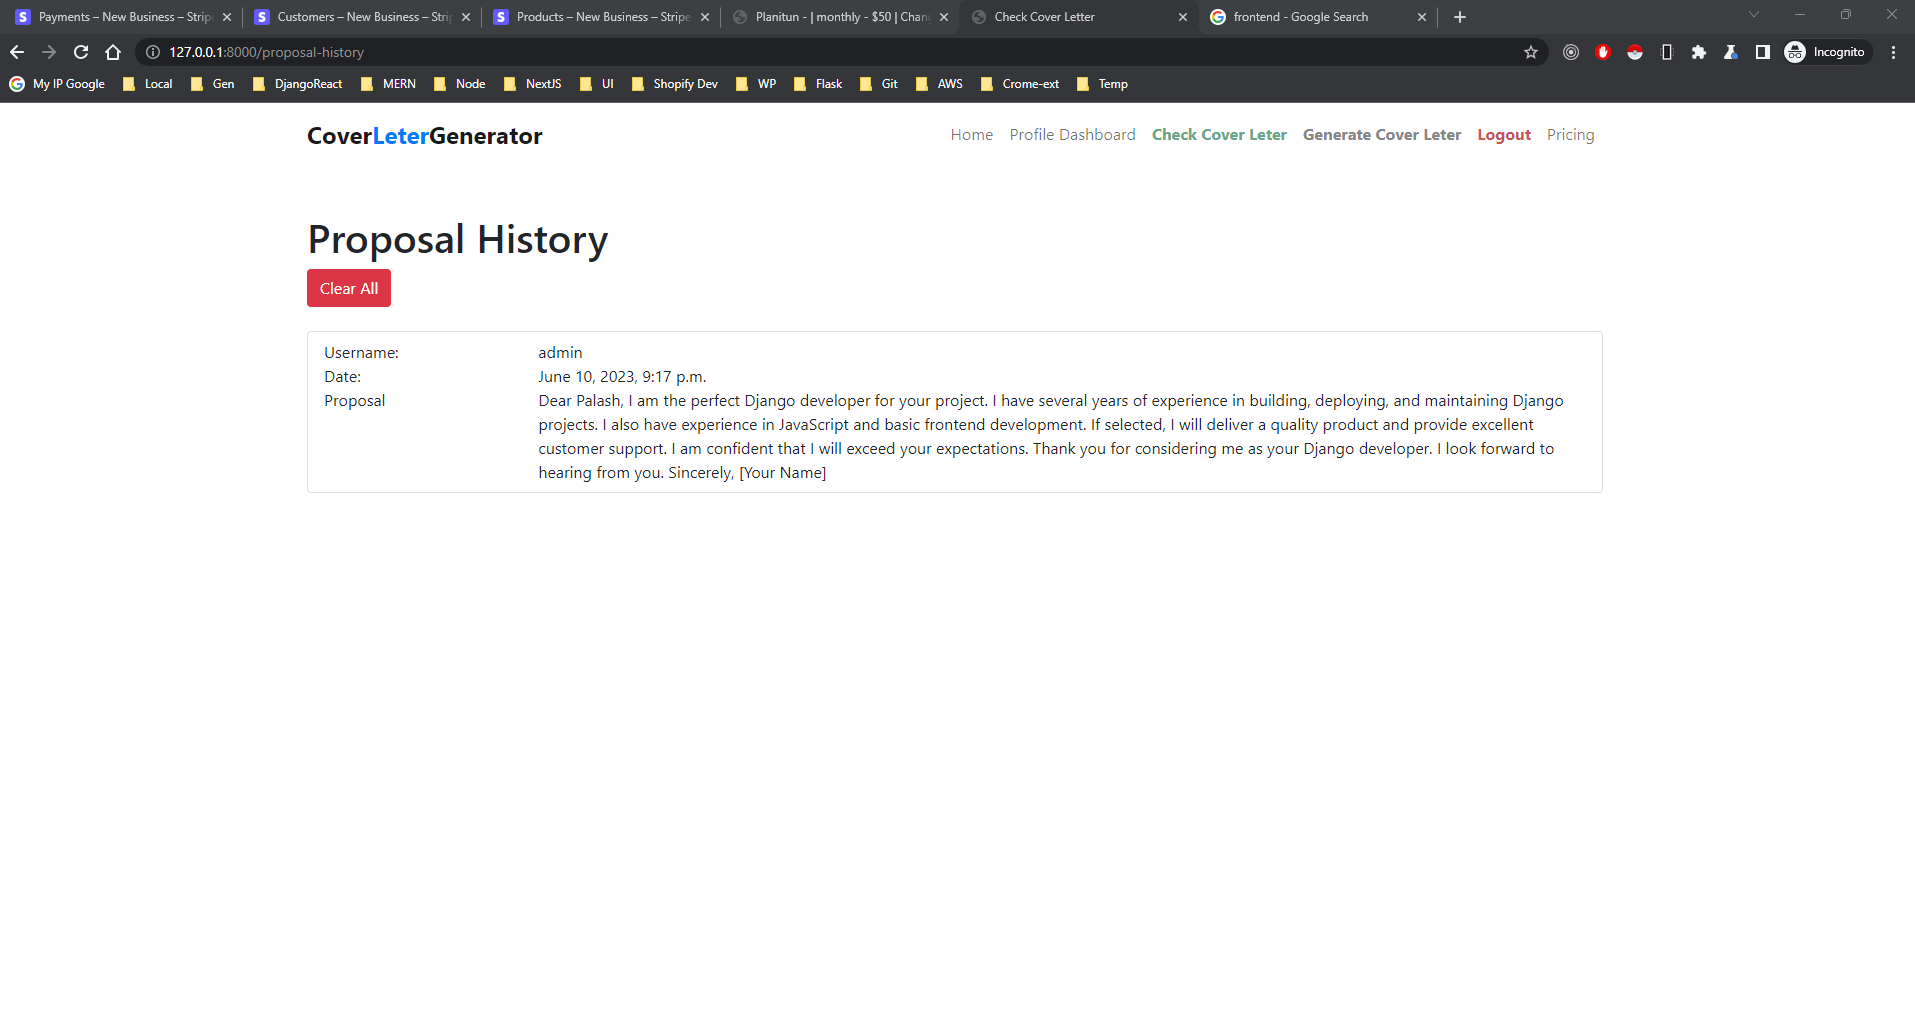 Payments – New Business – Strip
Customers – New Business – Stri
Products – New Business – Stripe
Planitun - | monthly - $50 | Chan
Check Cover Letter
frontend - Google Search
127.0.0.1:8000/proposal-history
Incognito
My IP Google
Local
Gen
DjangoReact
MERN
Node
NextJS
UI
Shopify Dev
WP
Flask
Git
AWS
Crome-ext
Temp
CoverLeterGenerator
Home
Profile Dashboard
Check Cover Leter
Generate Cover Leter
Logout
Pricing
Proposal History
Clear All
Username: admin
Date: June 10, 2023, 9:17 p.m.
Proposal Dear Palash, I am the perfect Django developer for your project. I have several years of experience in building, deploying, and maintaining Django
projects. I also have experience in JavaScript and basic frontend development. If selected, I will deliver a quality product and provide excellent
customer support. I am confident that I will exceed your expectations. Thank you for considering me as your Django developer. I look forward to
hearing from you. Sincerely, [Your Name]